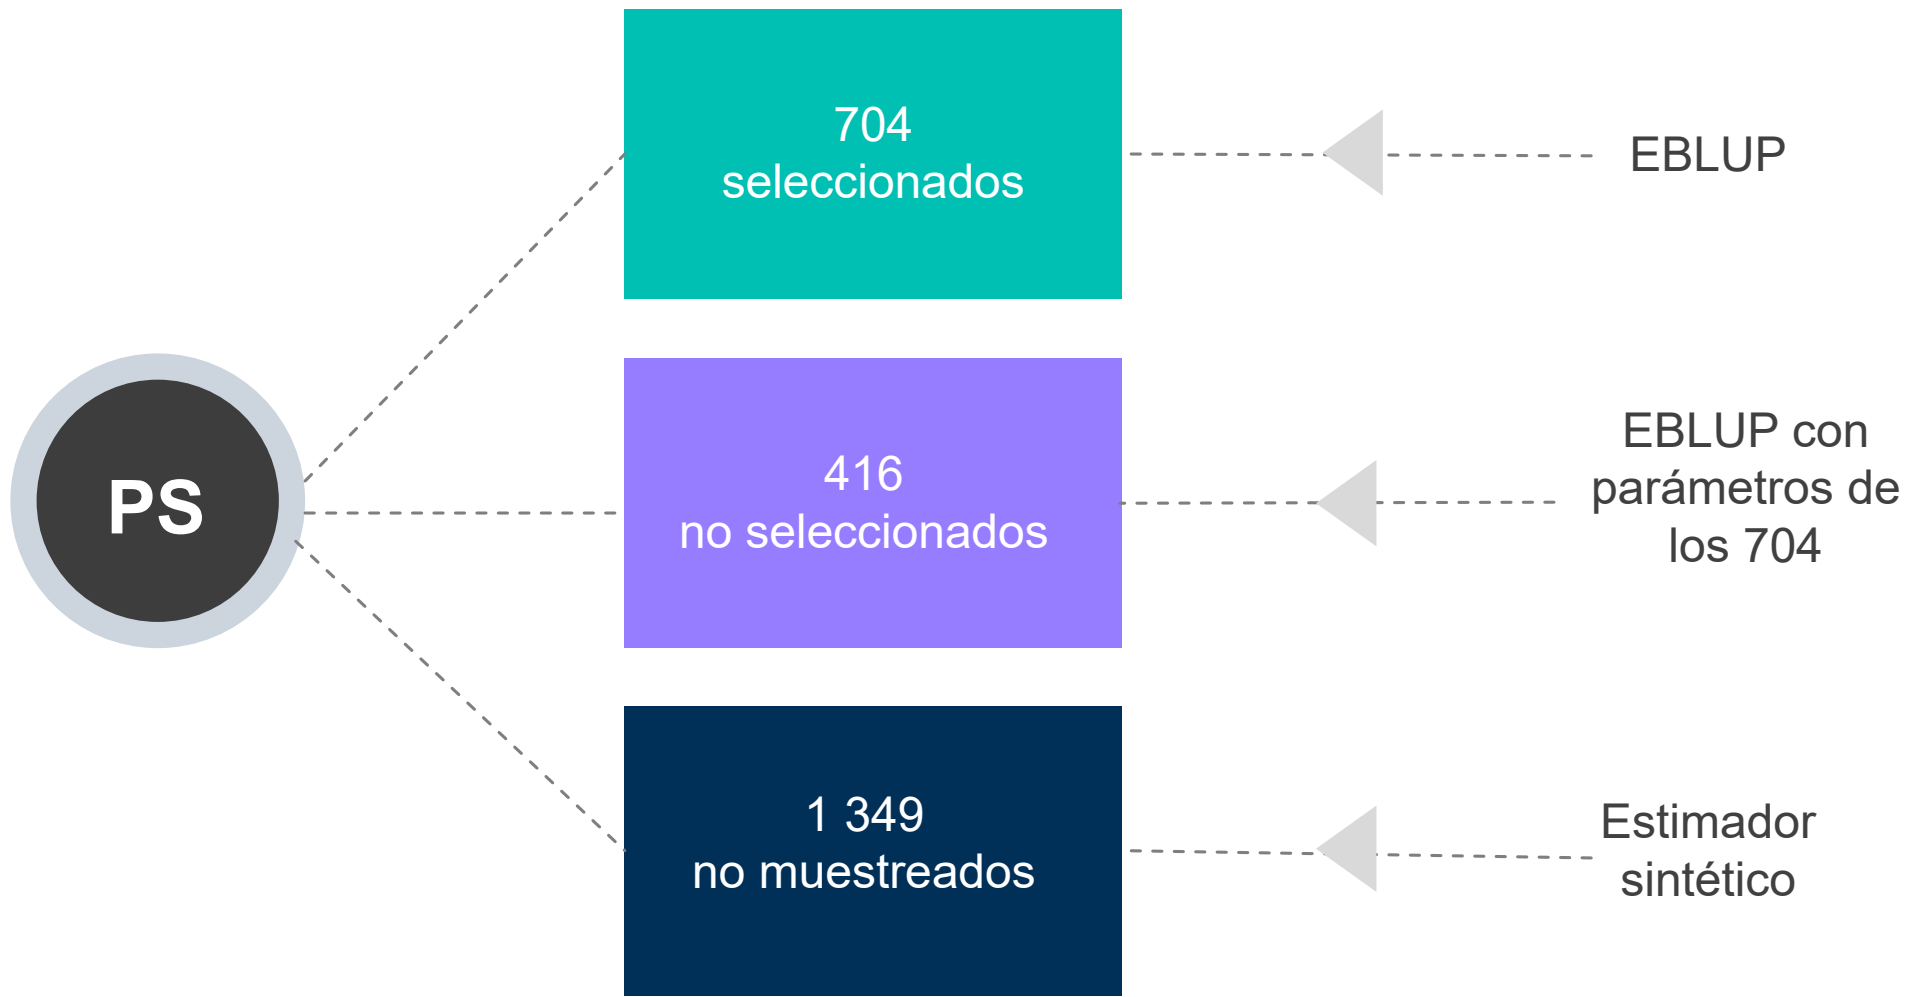 PS
704
seleccionados
EBLUP
416
no seleccionados
EBLUP con
parámetros de
los 704
1 349
no muestreados
Estimador
sintético